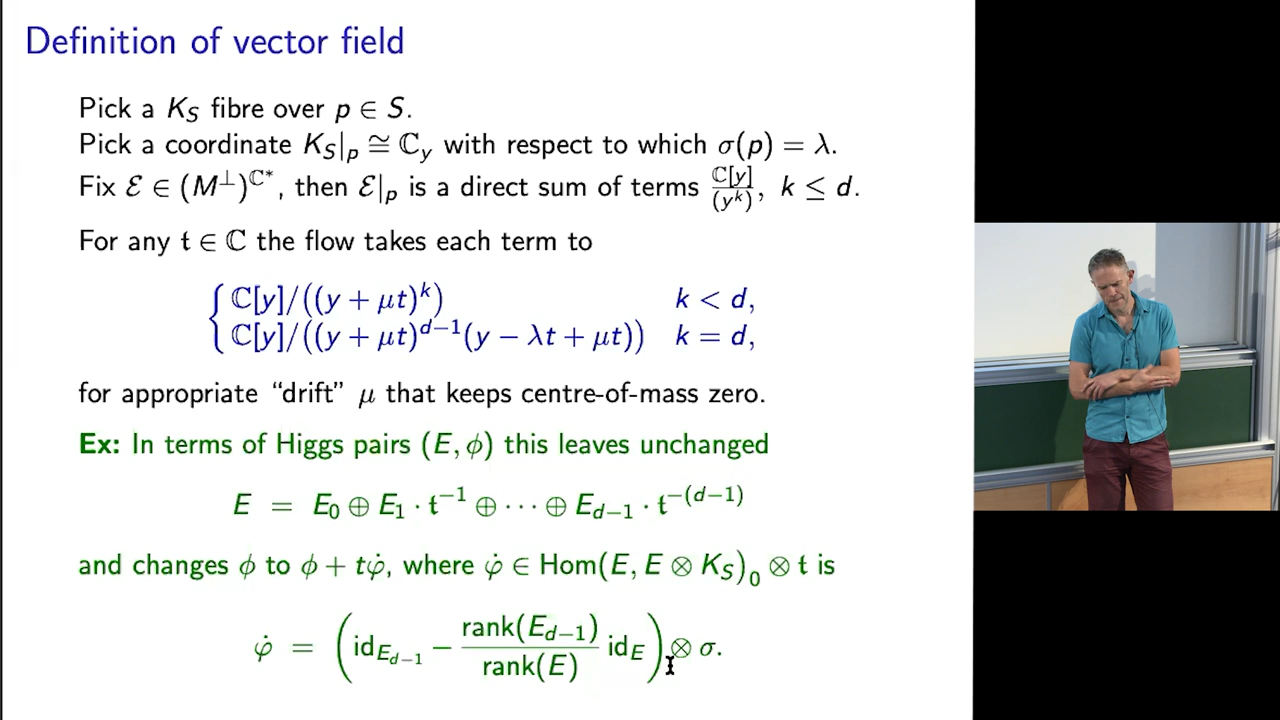 Definition of vector field
Pick a K_S fibre over p ∈ S.
Pick a coordinate K_S|_p ≅ ℂ_y with respect to which σ(p) = λ.
Fix ℰ ∈ (M^⊥)^{ℂ*}, then ℰ|_p is a direct sum of terms ℂ[y]/(y^k), k ≤ d.
For any t ∈ ℂ the flow takes each term to
{ ℂ[y]/((y + μt)^k) k < d,
ℂ[y]/((y + μt)^{d−1}(y − λt + μt)) k = d,
for appropriate “drift” μ that keeps centre-of-mass zero.
Ex: In terms of Higgs pairs (E, ϕ) this leaves unchanged
E = E_0 ⊕ E_1 · t^{−1} ⊕ ⋯ ⊕ E_{d−1} · t^{−(d−1)}
and changes ϕ to ϕ + tφ̇, where φ̇ ∈ Hom(E, E ⊗ K_S)_0 ⊗ t is
φ̇ = (id_{E_{d−1}} − rank(E_{d−1})/rank(E) id_E) ⊗ σ.